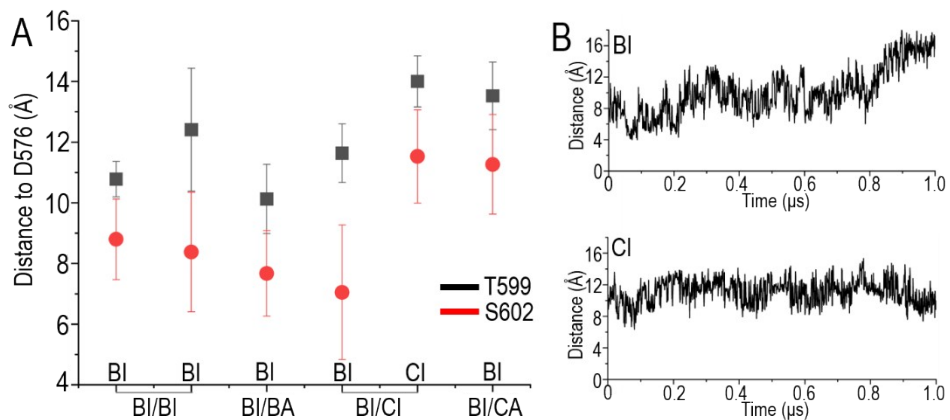 A
Distance to D576 (Å)
16
14
12
10
8
6
4
T599
S602
BI BI BI BI CI BI
BI/BI BI/BA BI/CI BI/CA
B
BI
Distance (Å)
16
12
8
4
0
0 0.2 0.4 0.6 0.8 1.0
Time (µs)
CI
Distance (Å)
16
12
8
4
0
0 0.2 0.4 0.6 0.8 1.0
Time (µs)